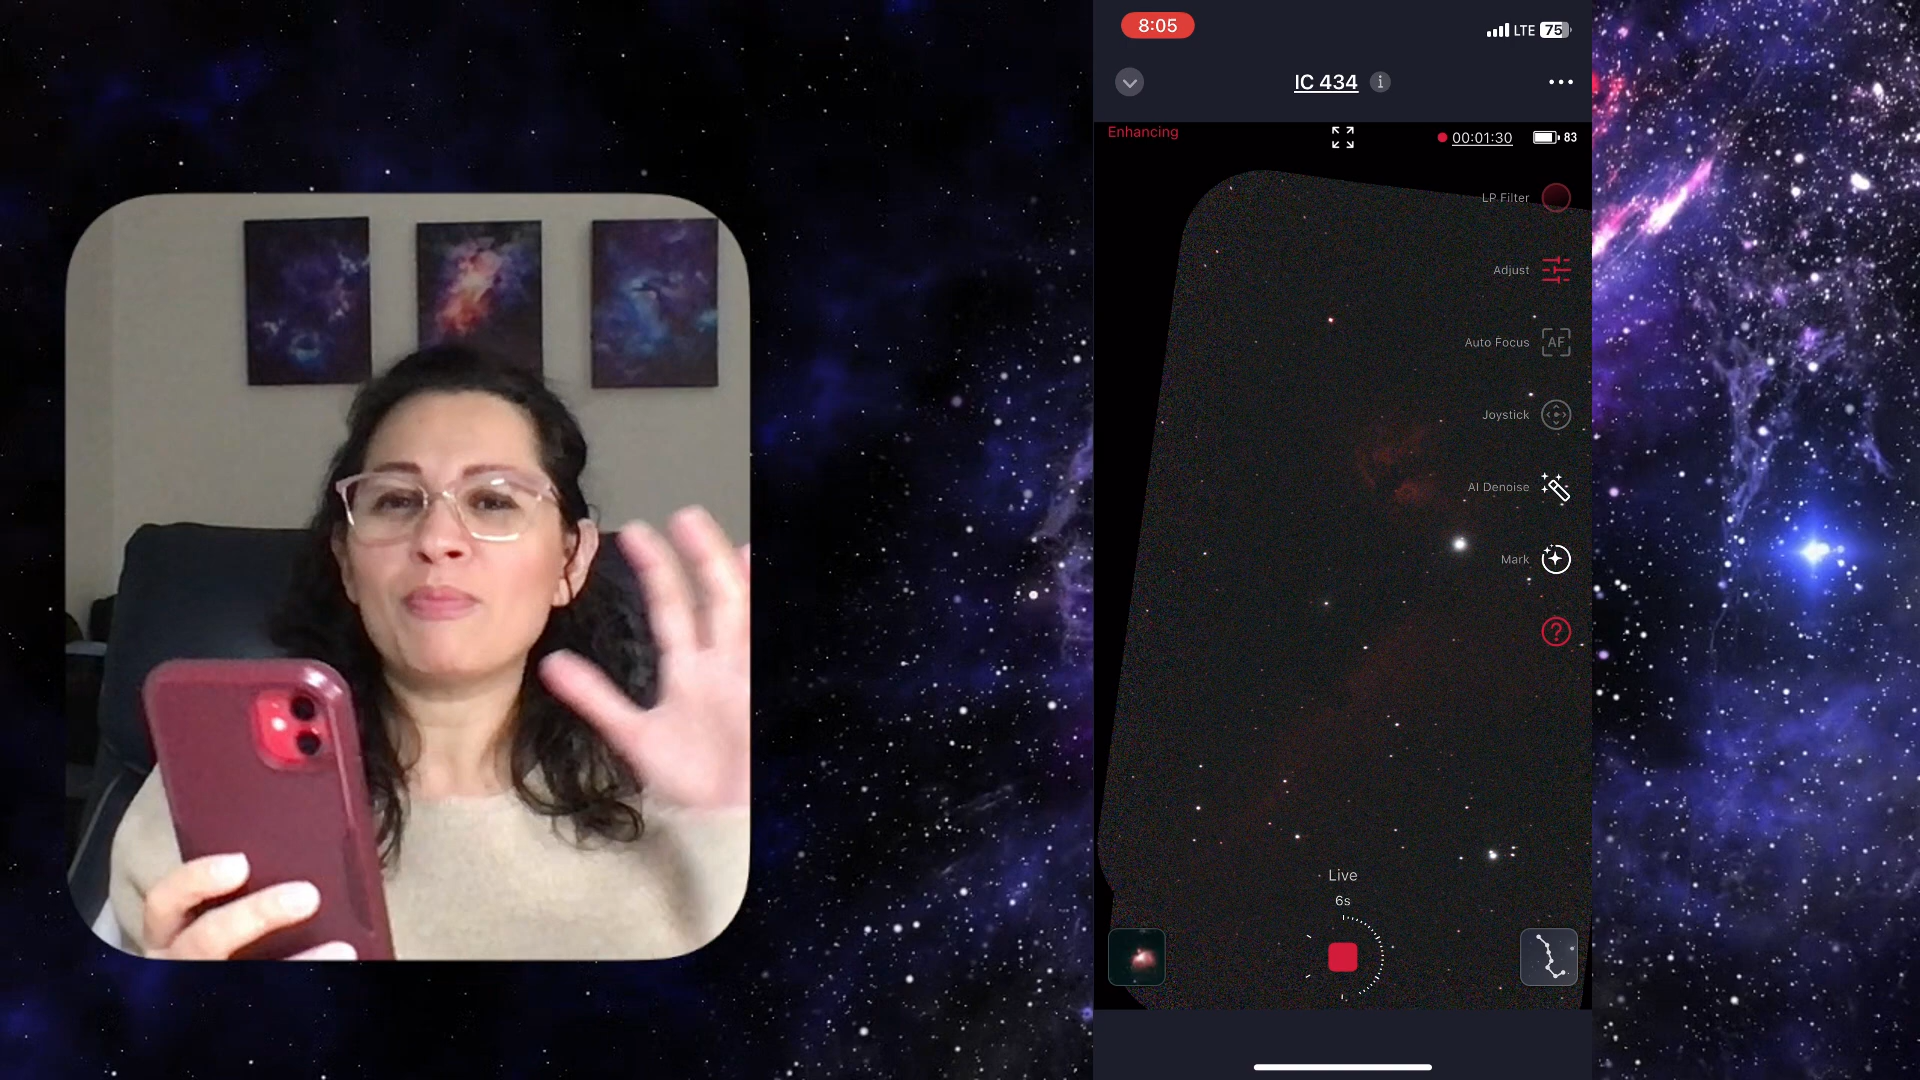 8:05
LTE 75
IC 434
Enhancing
00:01:30
83
LP Filter
Adjust
Auto Focus
AF
Joystick
AI Denoise
Mark
?
Live
6s